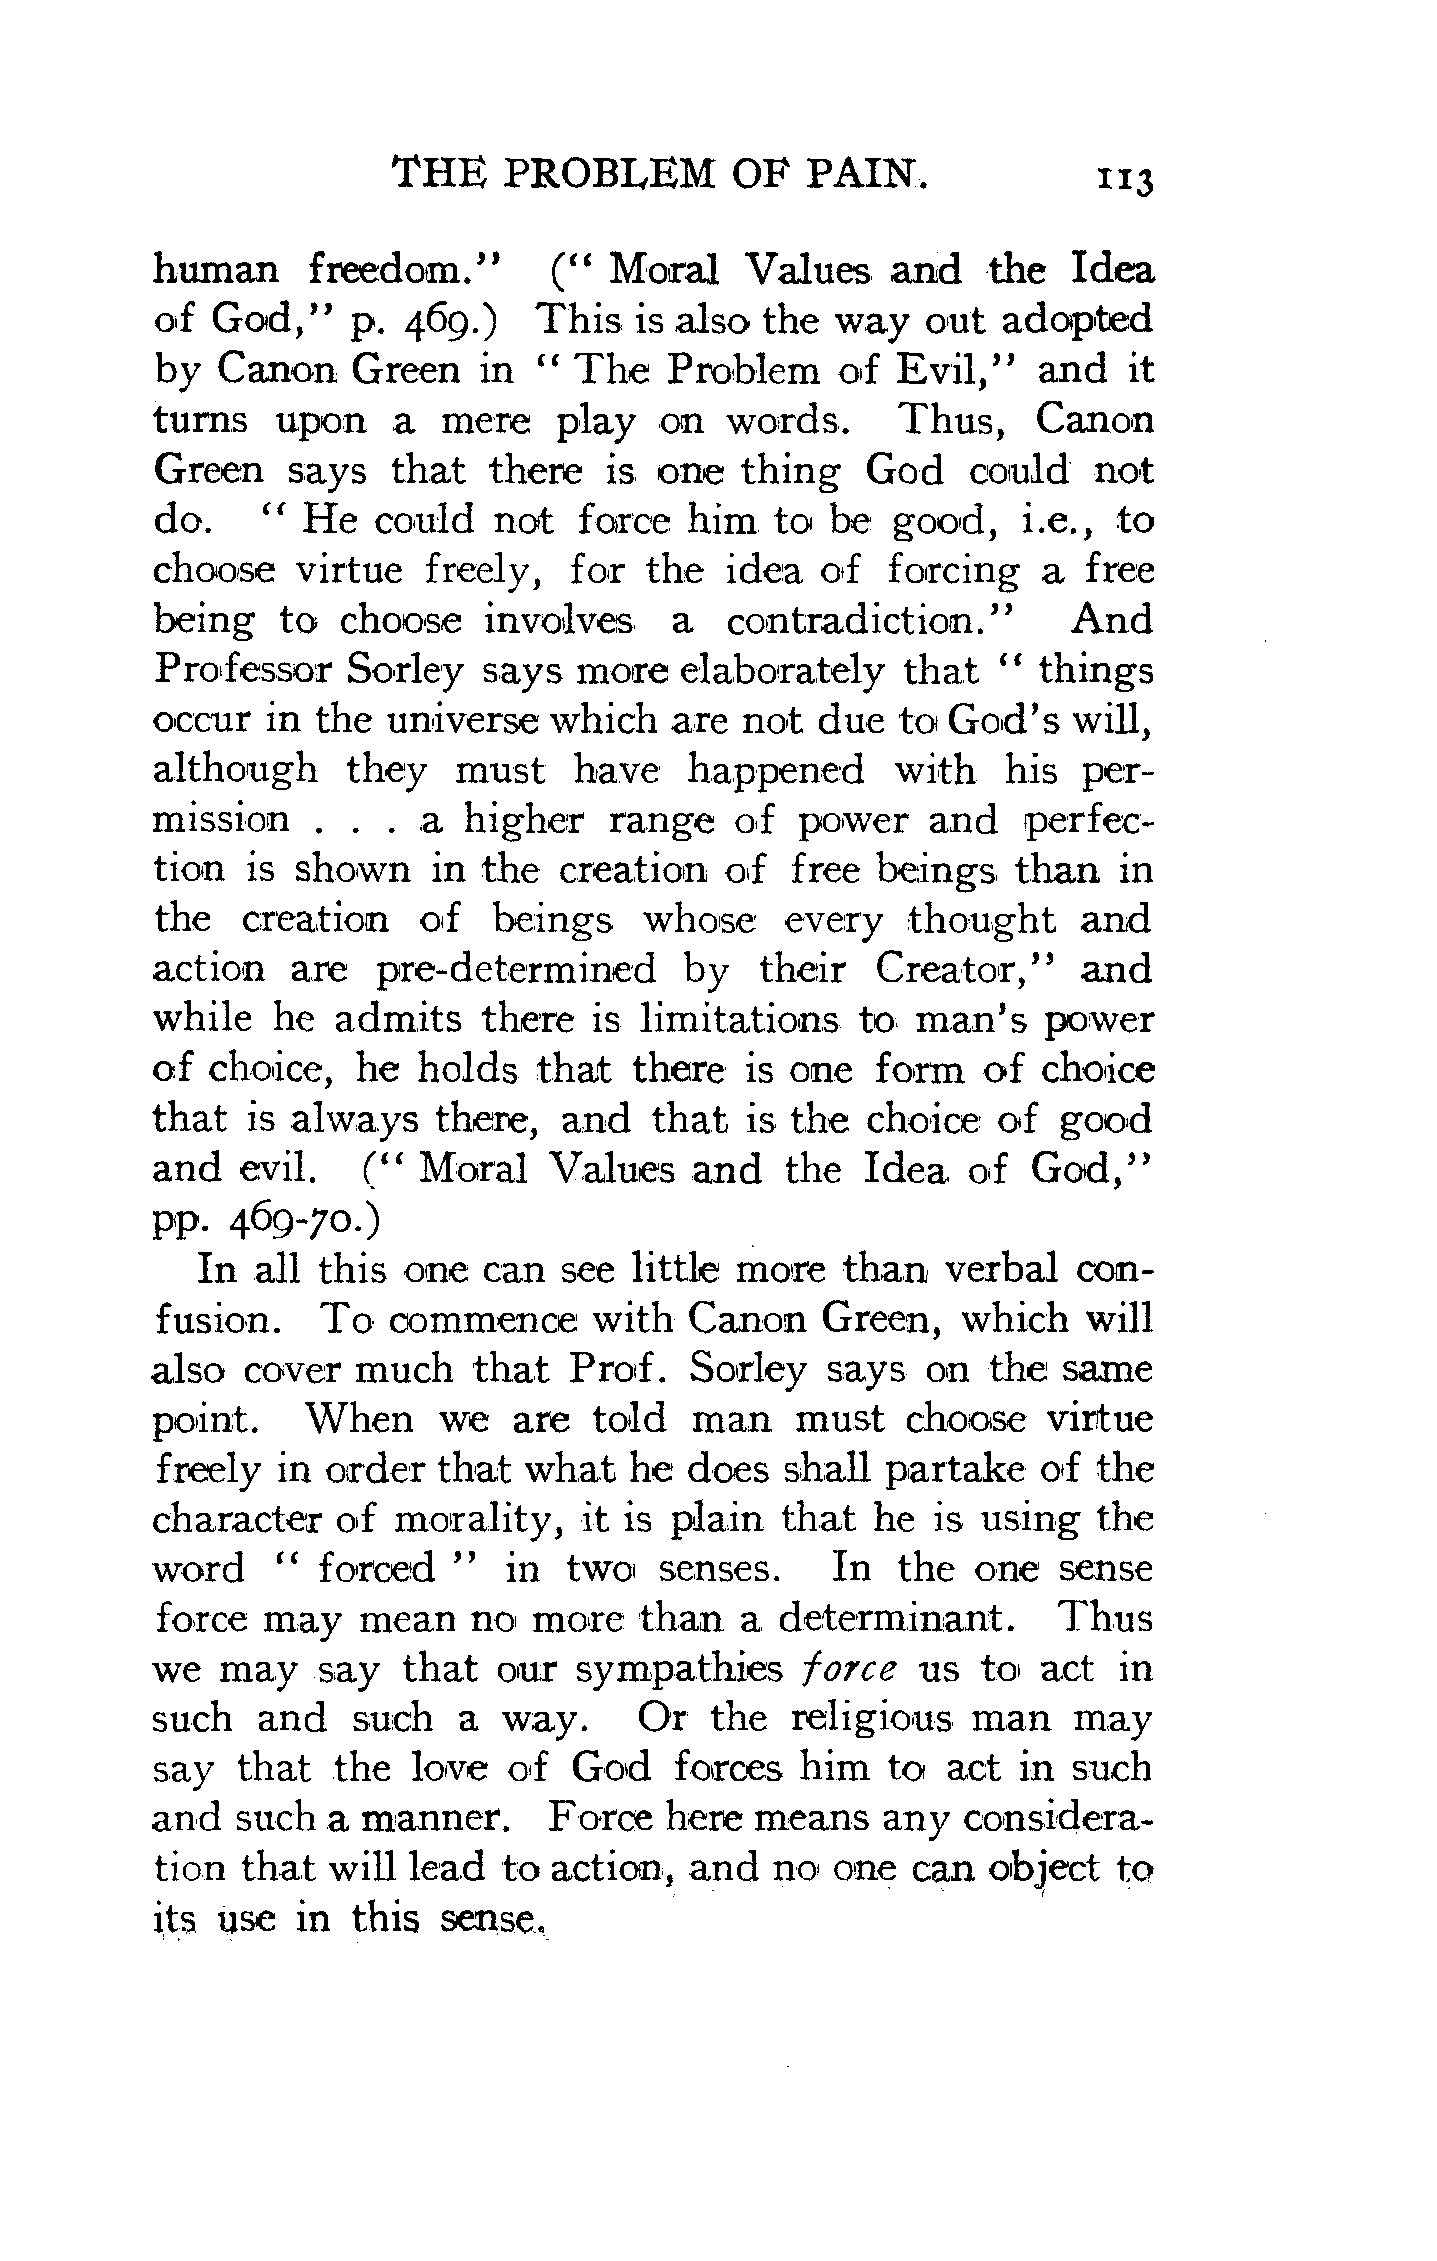 THE PROBLEM OF PAIN. 113
human freedom." (" Moral Values and the Idea
of God," p. 469.) This is also the way out adopted
by Canon Green in " The Problem of Evil," and it
turns upon a mere play on words. Thus, Canon
Green says that there is one thing God could not
do. " He could not force him to be good, i.e., to
choose virtue freely, for the idea of forcing a free
being to choose involves a contradiction." And
Professor Sorley says more elaborately that " things
occur in the universe which are not due to God's will,
although they must have happened with his per-
mission . . . a higher range of power and perfec-
tion is shown in the creation of free beings than in
the creation of beings whose every thought and
action are pre-determined by their Creator," and
while he admits there is limitations to man's power
of choice, he holds that there is one form of choice
that is always there, and that is the choice of good
and evil. (" Moral Values and the Idea of God,"
pp. 469-70.)
In all this one can see little more than verbal con-
fusion. To commence with Canon Green, which will
also cover much that Prof. Sorley says on the same
point. When we are told man must choose virtue
freely in order that what he does shall partake of the
character of morality, it is plain that he is using the
word " forced " in two senses. In the one sense
force may mean no more than a determinant. Thus
we may say that our sympathies force us to act in
such and such a way. Or the religious man may
say that the love of God forces him to act in such
and such a manner. Force here means any considera-
tion that will lead to action, and no one can object to
its use in this sense.